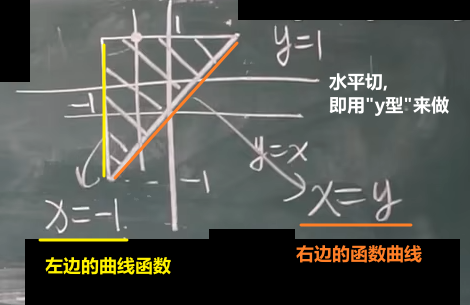 1
y=1
水平切,
即用"y型"来做
-1
y=x
-1
x=y
x=-1
左边的曲线函数
右边的函数曲线